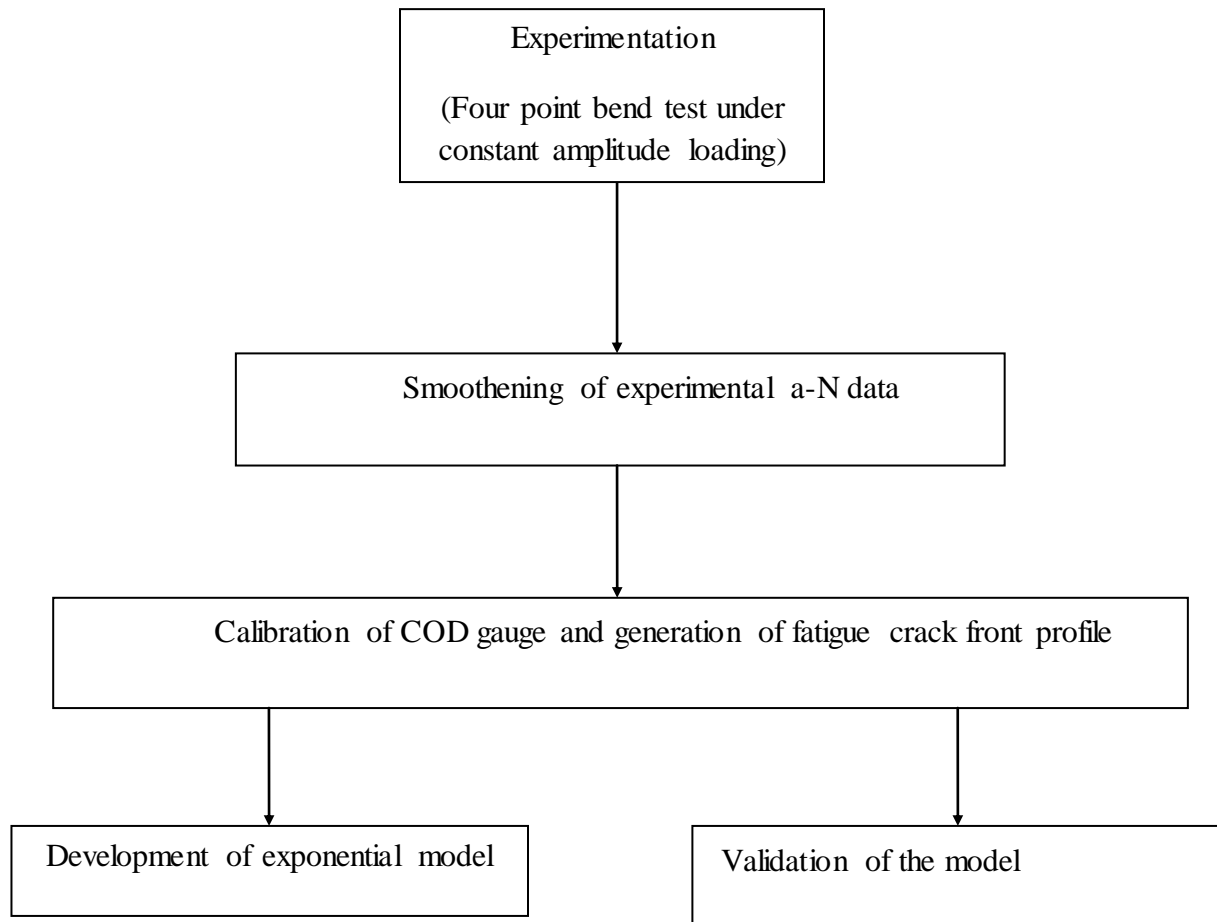 Experimentation
(Four point bend test under
constant amplitude loading)
Smoothening of experimental a-N data
Calibration of COD gauge and generation of fatigue crack front profile
Development of exponential model
Validation of the model